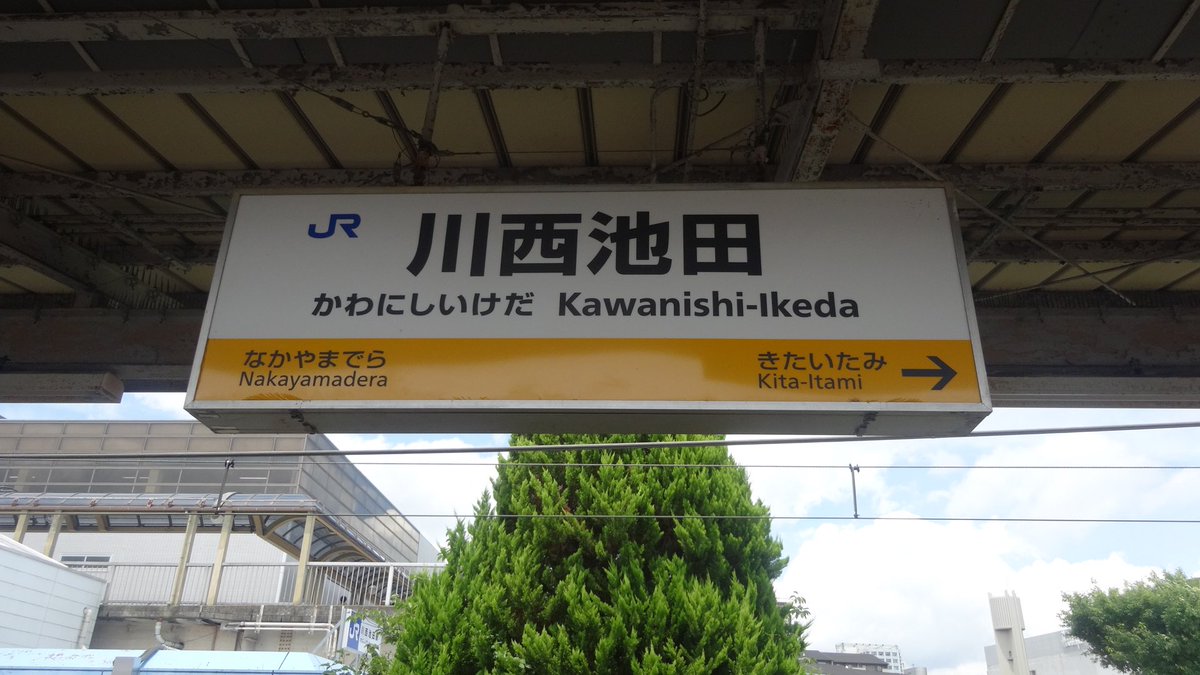 JR 川西池田
かわにしいけだ Kawanishi-Ikeda
なかやまでら きたいたみ →
Nakayamadera Kita-Itami
JR